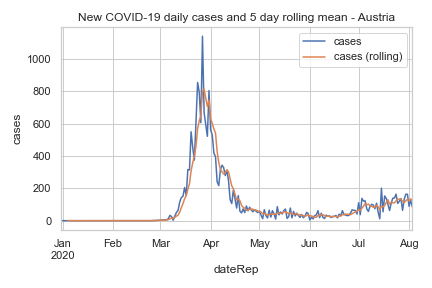 New COVID-19 daily cases and 5 day rolling mean - Austria
cases
cases (rolling)
1000
800
600
400
200
0
cases
Jan Feb Mar Apr May Jun Jul Aug
2020
dateRep